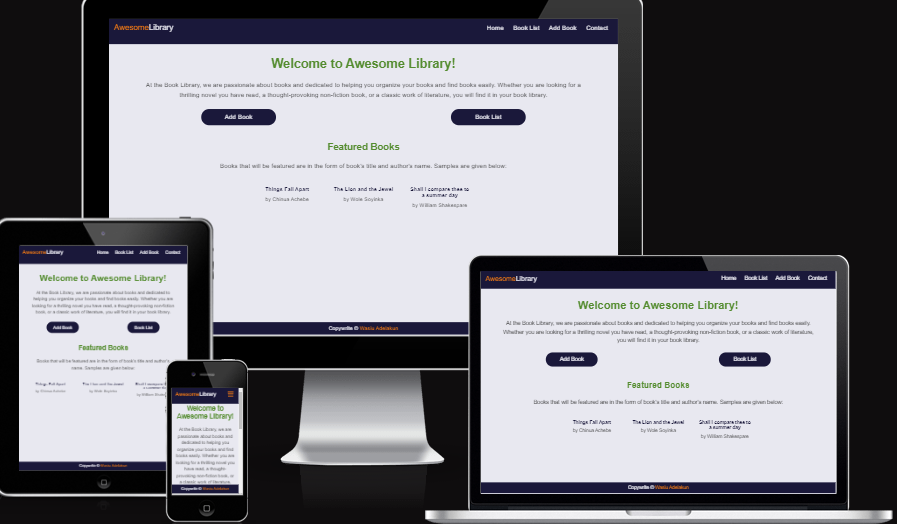 AwesomeLibrary
Home Book List Add Book Contact
Welcome to Awesome Library!
At the Book Library, we are passionate about books and dedicated to helping you organize your books and find books easily. Whether you are looking for a
thrilling novel you have read, a thought-provoking non-fiction book, or a classic work of literature, you will find it in your book library.
Add Book Book List
Featured Books
Books that will be featured are in the form of book's title and author's name. Samples are given below:
Things Fall Apart The Lion and the Jewel Shall I compare thee to
a summer day
by Chinua Achebe by Wole Soyinka
by William Shakespare
Copywrite © Wasiu Adelakun
AwesomeLibrary
Home Book List Add Book Contact
Welcome to Awesome Library!
At the Book Library, we are passionate about books and dedicated to
helping you organize your books and find books easily. Whether you are
looking for a thrilling novel you have read, a thought-provoking non-fiction
book, or a classic work of literature, you will find it in your book library.
Add Book Book List
Featured Books
Books that will be featured are in the form of book's title and author's
name. Samples are given below:
Things Fall Apart The Lion and the Jewel Shall I compare
by Chinua Achebe by Wole Soyinka
by William
Copywrite © Wasiu Adelakun
AwesomeLibrary
Welcome to
Awesome Library!
At the Book Library, we are
passionate about books and
dedicated to helping you
organize your books and find
books easily. Whether you are
looking for a thrilling novel you
have read, a thought-
provoking non-fiction book, or
a classic work of literature,
Copywrite © Wasiu Adelakun
AwesomeLibrary
Home Book List Add Book Contact
Welcome to Awesome Library!
At the Book Library, we are passionate about books and dedicated to helping you organize your books and find books easily.
Whether you are looking for a thrilling novel you have read, a thought-provoking non-fiction book, or a classic work of literature,
you will find it in your book library.
Add Book Book List
Featured Books
Books that will be featured are in the form of book's title and author's name. Samples are given below:
Things Fall Apart The Lion and the Jewel Shall I compare thee to
a summer day
by Chinua Achebe by Wole Soyinka
by William Shakespare
Copywrite © Wasiu Adelakun